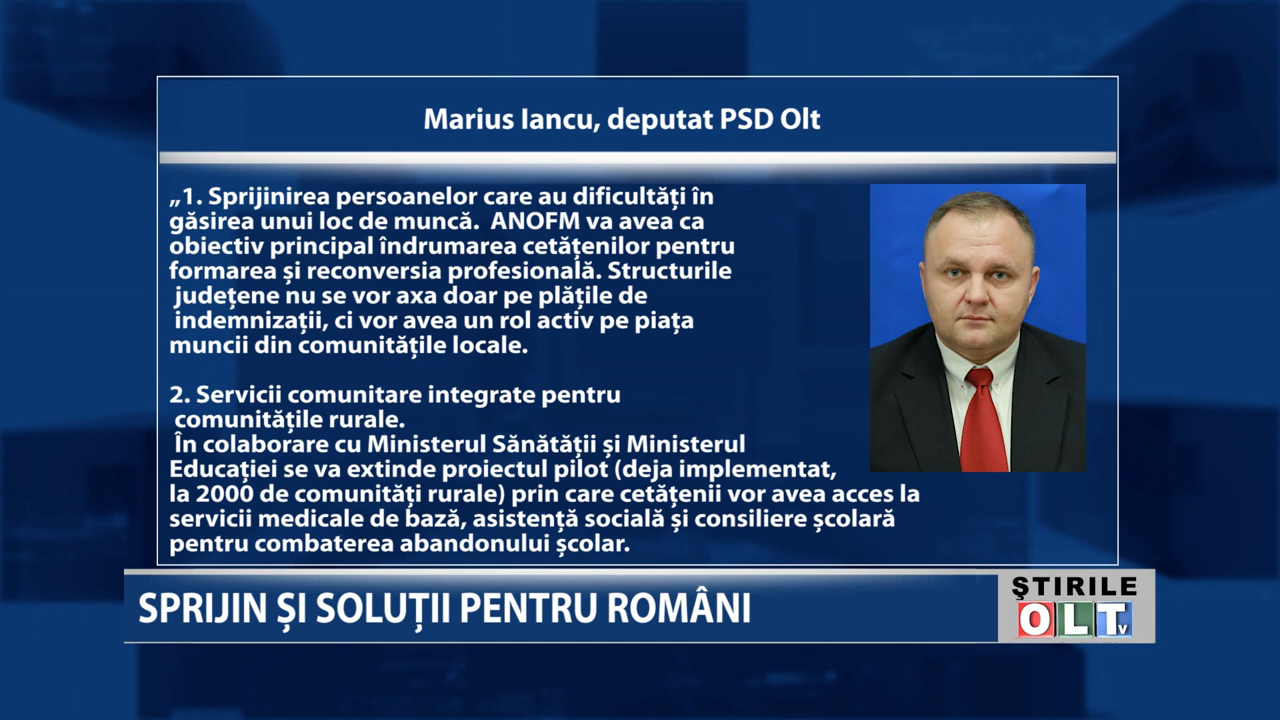 Marius Iancu, deputat PSD Olt
„1. Sprijinirea persoanelor care au dificultăți în
găsirea unui loc de muncă.  ANOFM va avea ca
obiectiv principal îndrumarea cetățenilor pentru
formarea și reconversia profesională. Structurile
județene nu se vor axa doar pe plățile de
indemnizații, ci vor avea un rol activ pe piața
muncii din comunitățile locale.
2. Servicii comunitare integrate pentru
comunitățile rurale.
În colaborare cu Ministerul Sănătății și Ministerul
Educației se va extinde proiectul pilot (deja implementat,
la 2000 de comunități rurale) prin care cetățenii vor avea acces la
servicii medicale de bază, asistență socială și consiliere școlară
pentru combaterea abandonului școlar.
SPRIJIN ȘI SOLUȚII PENTRU ROMÂNI
ŞTIRILE
OLTV